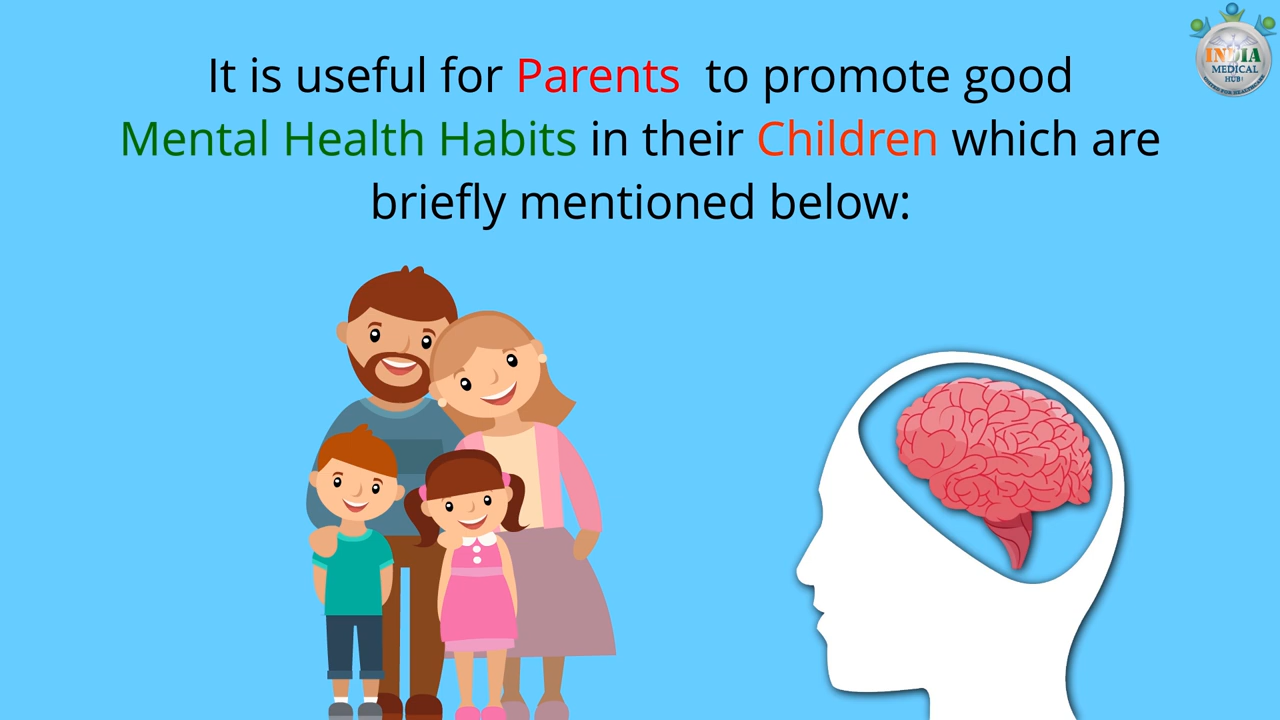 It is useful for Parents to promote good
Mental Health Habits in their Children which are
briefly mentioned below:
INDIA
MEDICAL
HUB